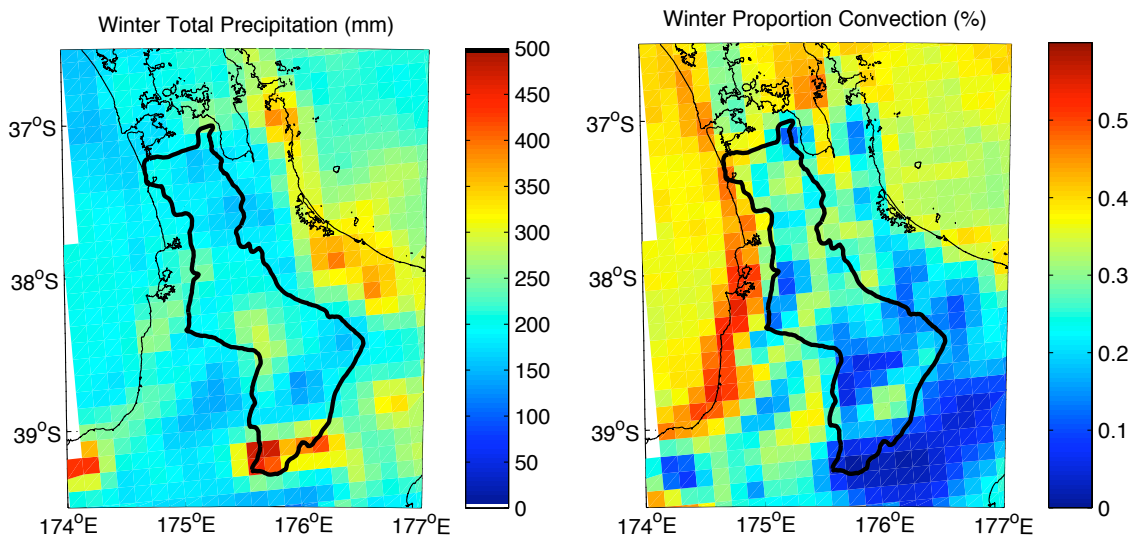 Winter Total Precipitation (mm)
37°S
38°S
39°S
174°E 175°E 176°E 177°E
500
450
400
350
300
250
200
150
100
50
0
Winter Proportion Convection (%)
37°S
38°S
39°S
174°E 175°E 176°E 177°E
0.5
0.4
0.3
0.2
0.1
0